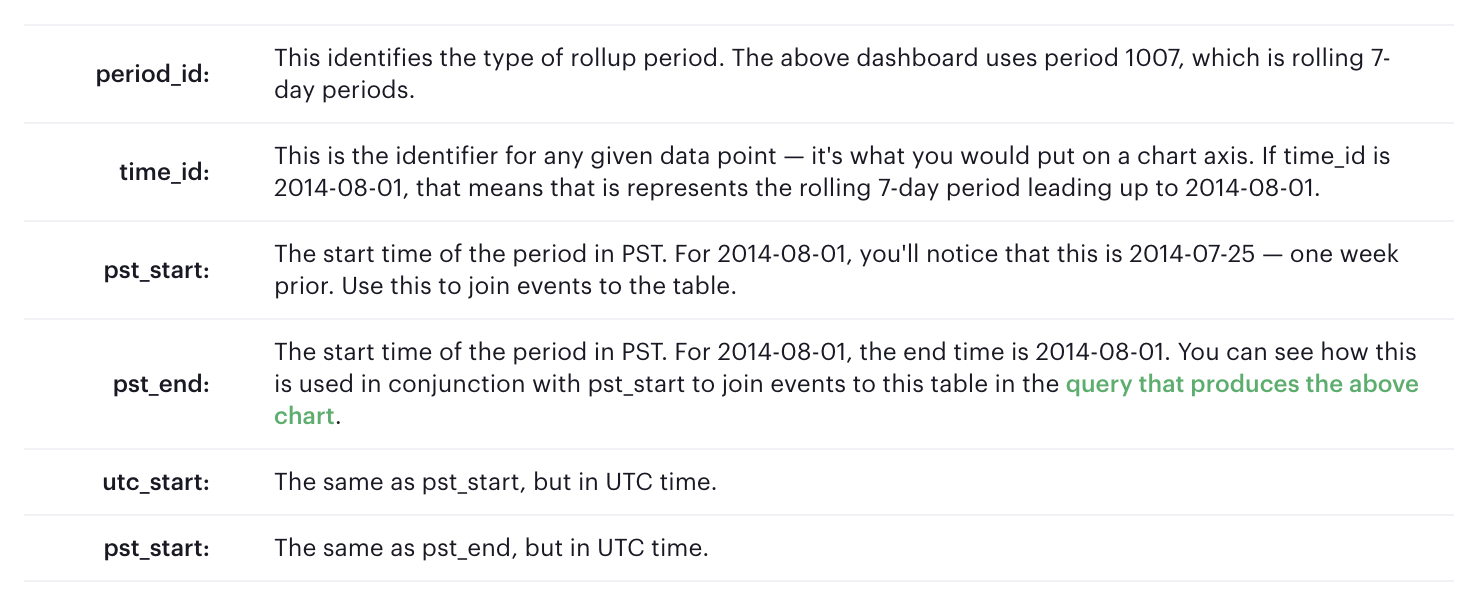 period_id:
This identifies the type of rollup period. The above dashboard uses period 1007, which is rolling 7-
day periods.
time_id:
This is the identifier for any given data point — it's what you would put on a chart axis. If time_id is
2014-08-01, that means that is represents the rolling 7-day period leading up to 2014-08-01.
pst_start:
The start time of the period in PST. For 2014-08-01, you'll notice that this is 2014-07-25 — one week
prior. Use this to join events to the table.
pst_end:
The start time of the period in PST. For 2014-08-01, the end time is 2014-08-01. You can see how this
is used in conjunction with pst_start to join events to this table in the query that produces the above
chart.
utc_start:
The same as pst_start, but in UTC time.
pst_start:
The same as pst_end, but in UTC time.